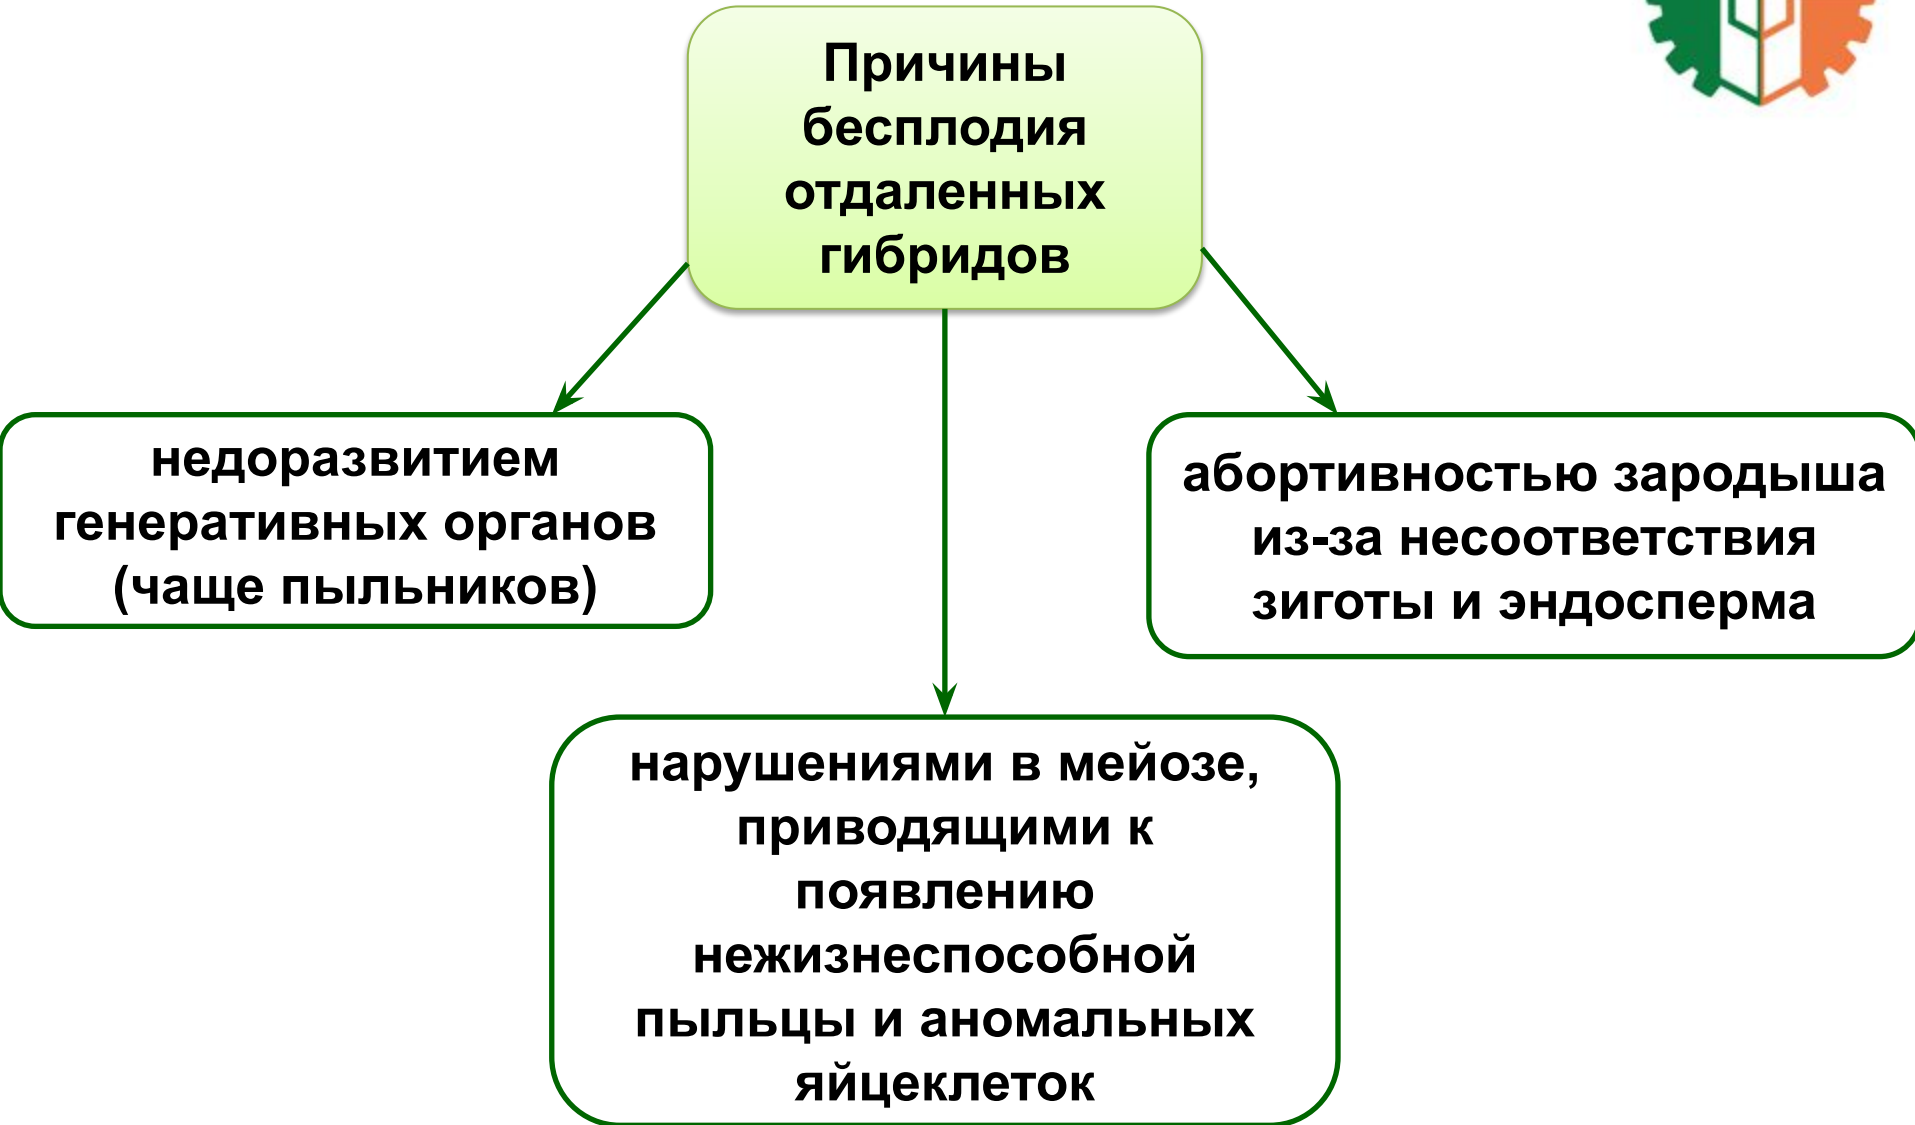 Причины
бесплодия
отдаленных
гибридов
недоразвитием
генеративных органов
(чаще пыльников)
абортивностью зародыша
из-за несоответствия
зиготы и эндосперма
нарушениями в мейозе,
приводящими к
появлению
нежизнеспособной
пыльцы и аномальных
яйцеклеток